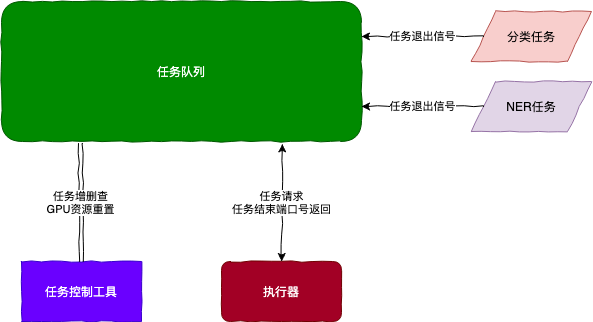 任务队列
任务退出信号
分类任务
任务退出信号
NER任务
任务增删查
GPU资源重置
任务请求
任务结束端口号返回
任务控制工具
执行器